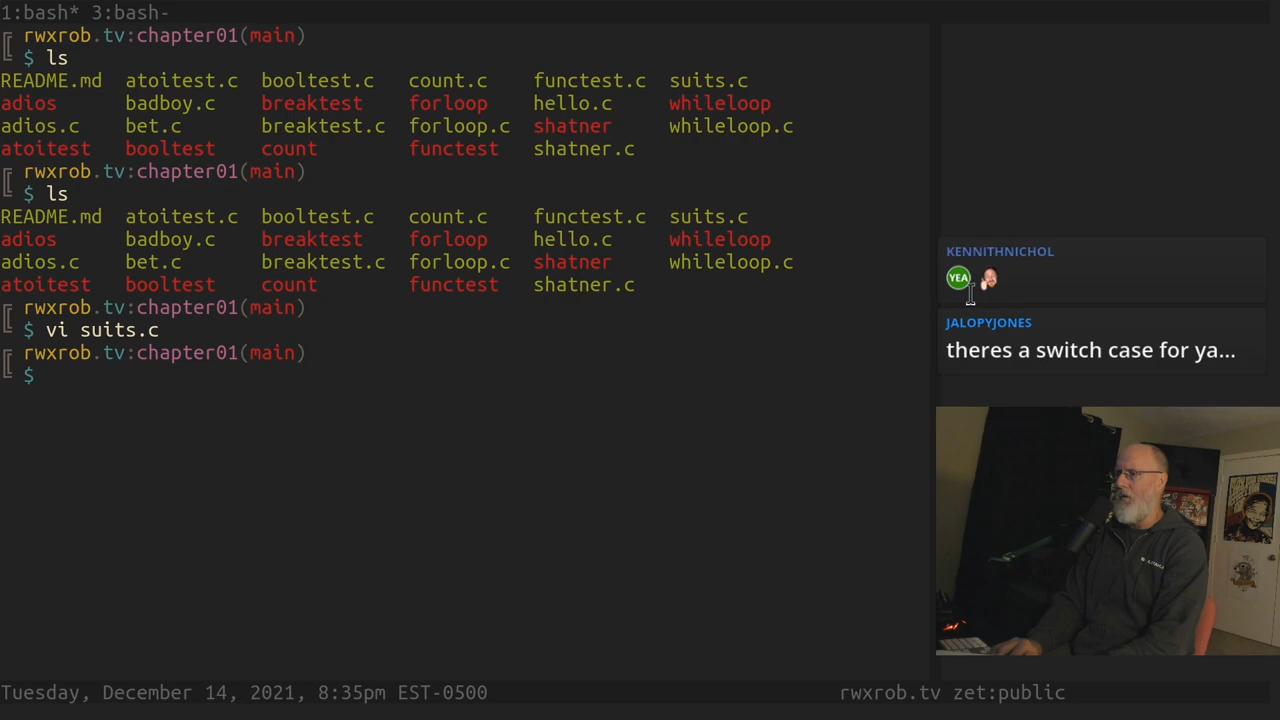 1:bash* 3:bash-
rwxrob.tv:chapter01(main)
$ ls
README.md atoitest.c booltest.c count.c functest.c suits.c
adios badboy.c breaktest forloop hello.c whileloop
adios.c bet.c breaktest.c forloop.c shatner whileloop.c
atoitest booltest count functest shatner.c
rwxrob.tv:chapter01(main)
$ ls
README.md atoitest.c booltest.c count.c functest.c suits.c
adios badboy.c breaktest forloop hello.c whileloop
adios.c bet.c breaktest.c forloop.c shatner whileloop.c
atoitest booltest count functest shatner.c
rwxrob.tv:chapter01(main)
$ vi suits.c
rwxrob.tv:chapter01(main)
$
KENNITHNICHOL
YEA
JALOPYJONES
theres a switch case for ya...
Tuesday, December 14, 2021, 8:35pm EST-0500
rwxrob.tv zet:public